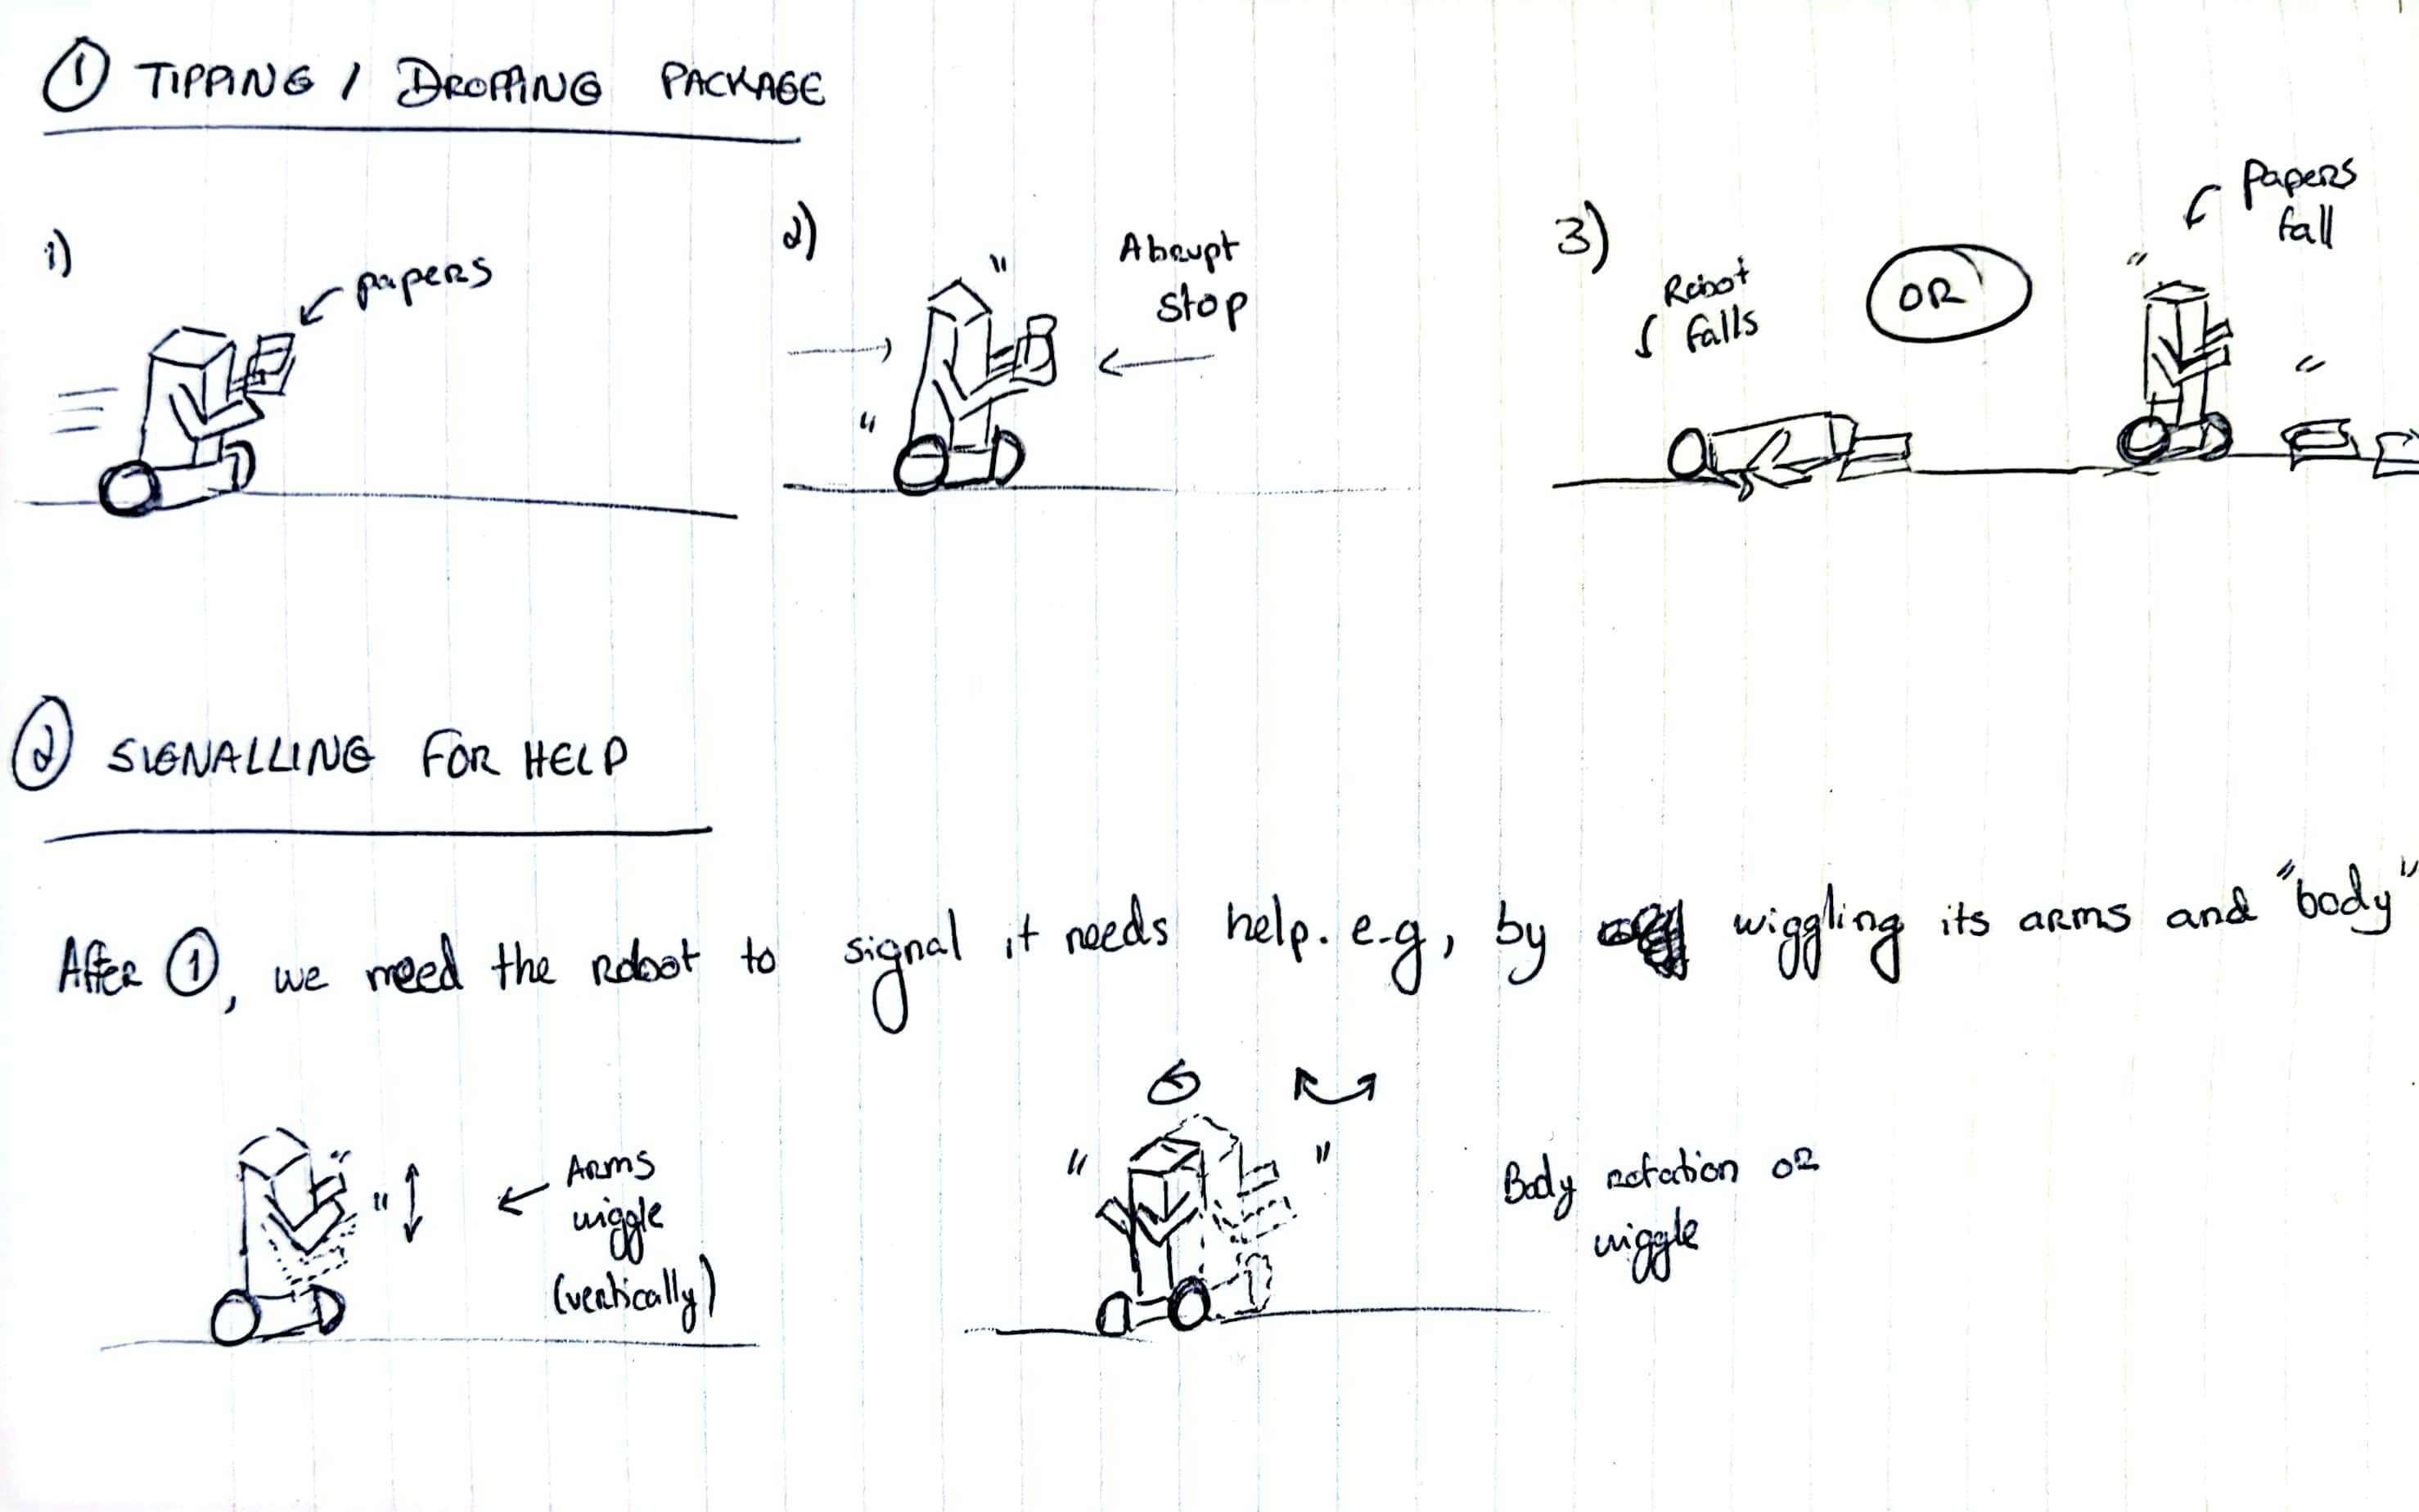 ① TIPPING / DROPPING PACKAGE
1)
papers
2)
Abrupt
stop
3)
Robot
falls
OR
Papers
fall
② SIGNALLING FOR HELP
After ①, we need the robot to signal it needs help. e.g, by wiggling its arms and "body"
Arms
wiggle
(vertically)
Body rotation or
wiggle